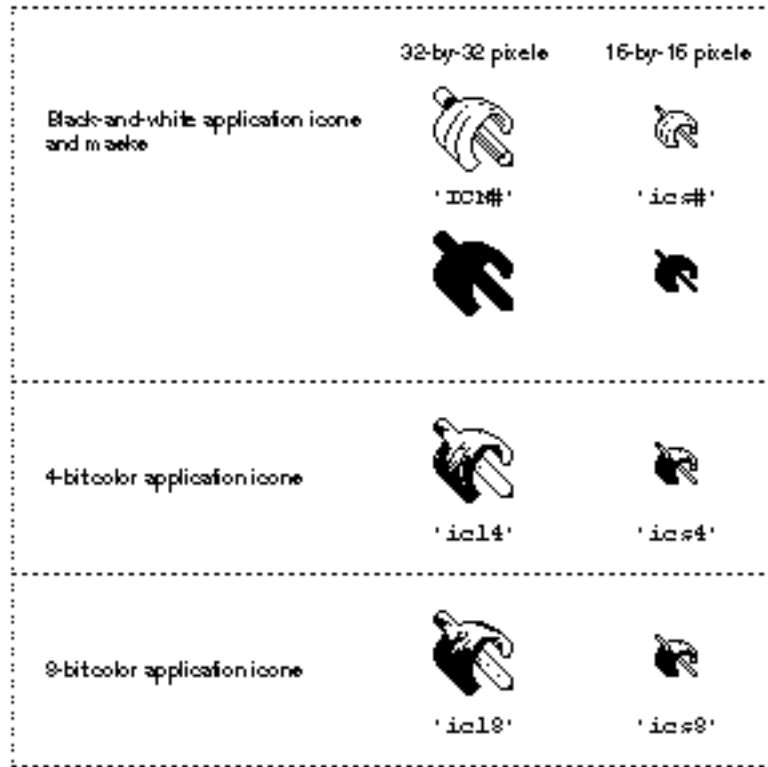 32-by-32 pixels 16-by-16 pixels
Black-and-white application icons
and masks
'ICN#' 'ics#'
4-bit color application icons
'icl4' 'ics4'
8-bit color application icons
'icl8' 'ics8'